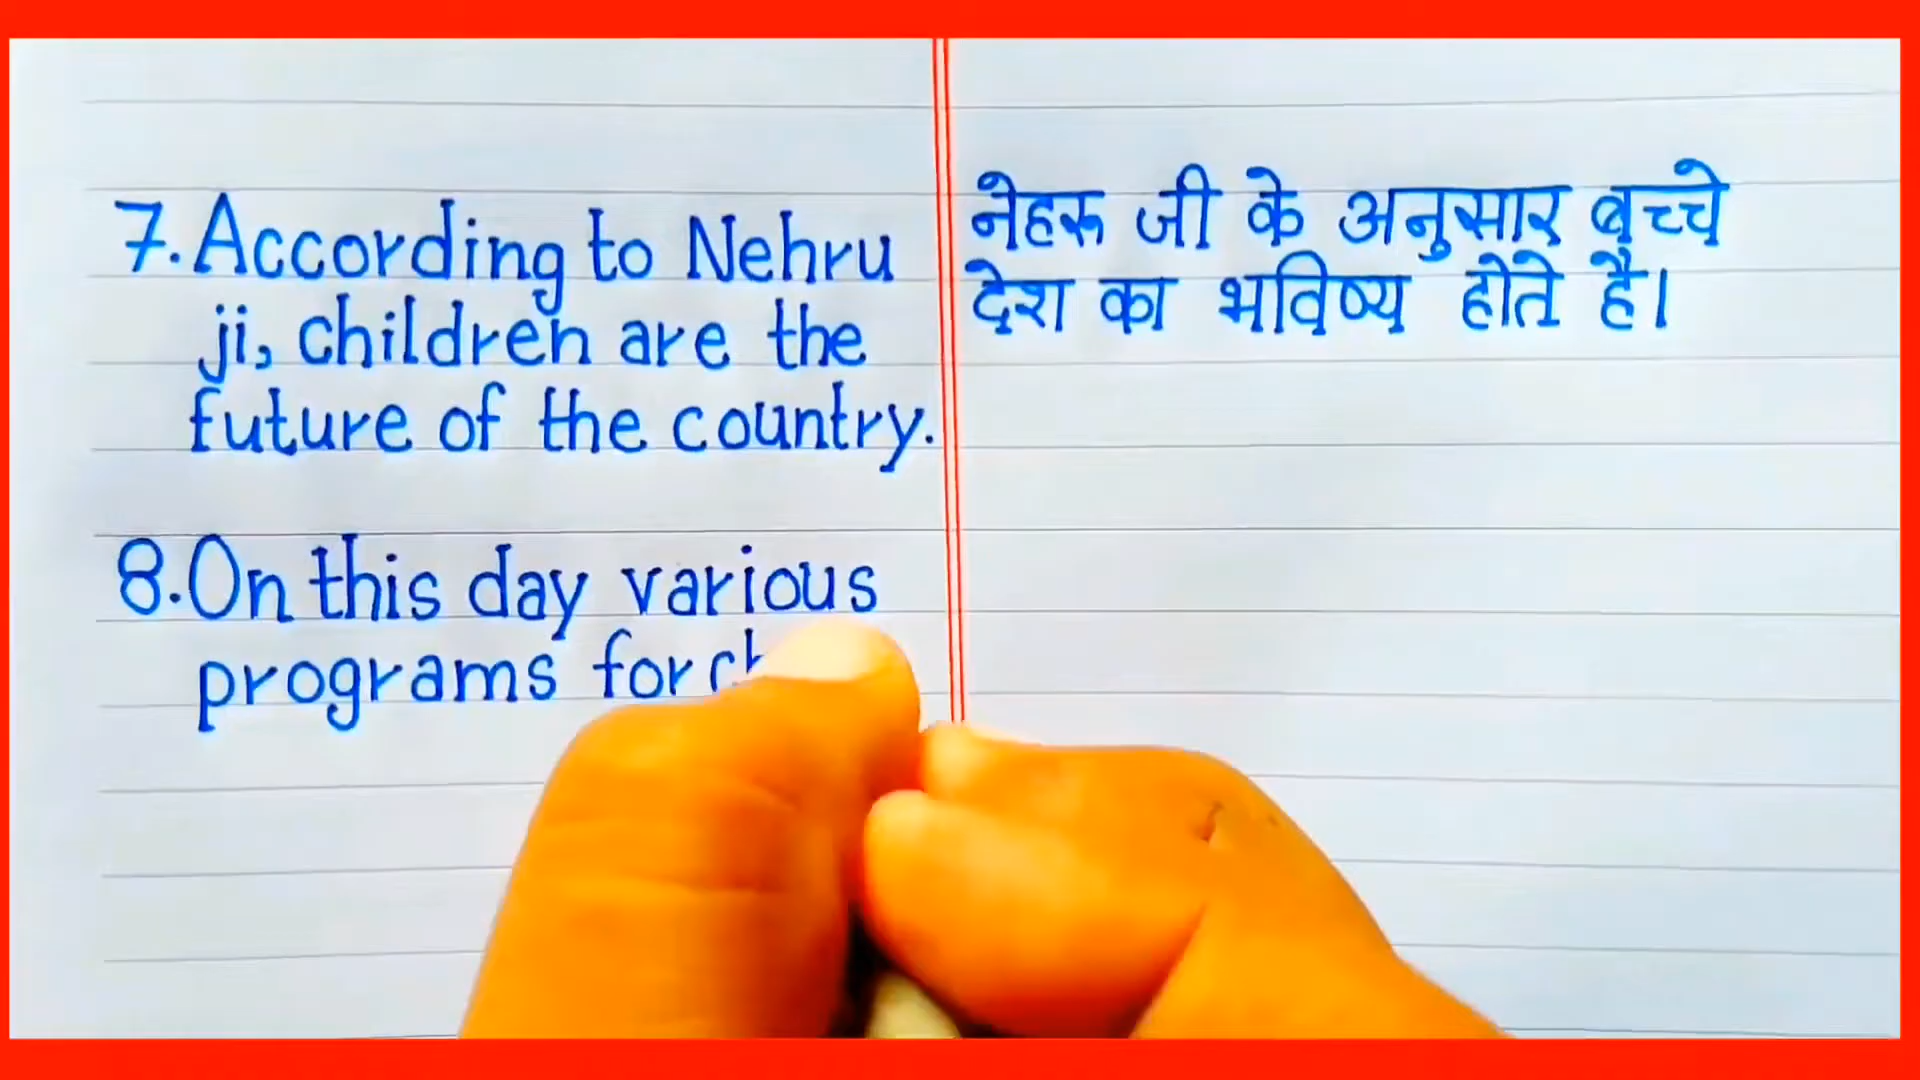 7. According to Nehru
ji, children are the
future of the country.
8. On this day various
programs for
नेहरू जी के अनुसार बच्चे
देश का भविष्य होते है।